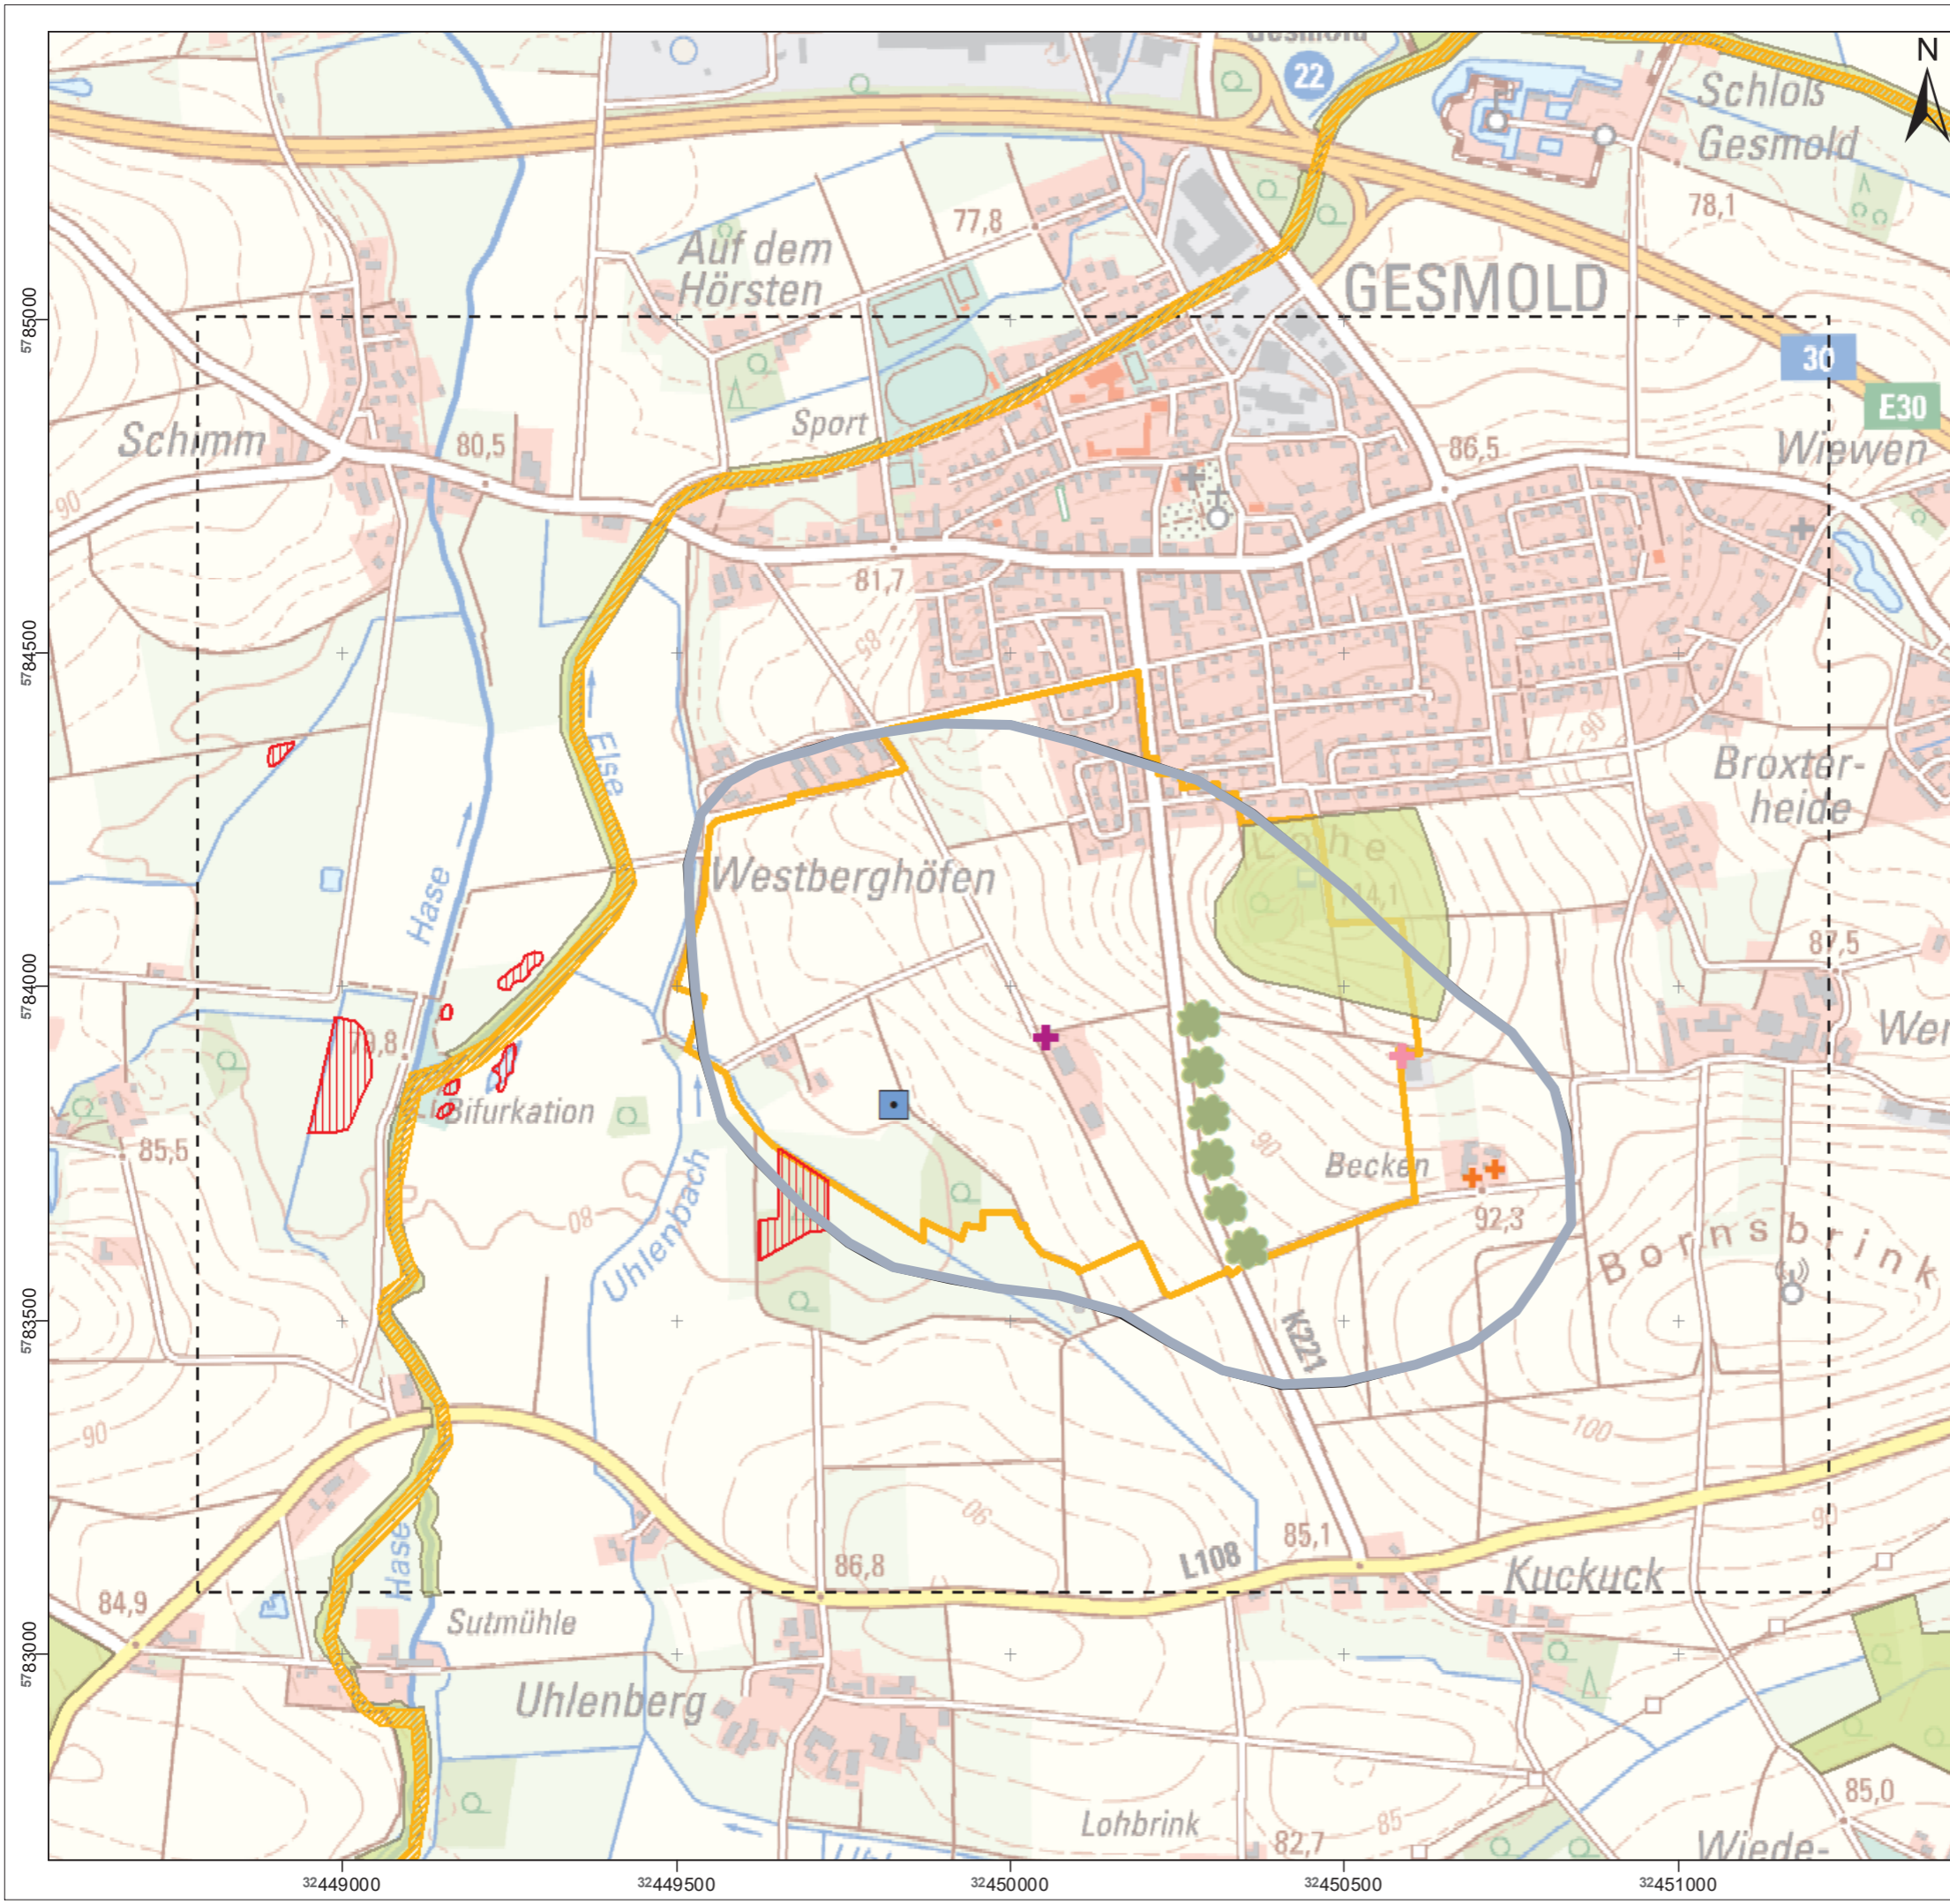 Gesmold
22
N
Schloß
Gesmold
78,1
77,8
Auf dem
Hörsten
GESMOLD
5785000
30
E30
Schimm
80,5
Sport
86,5
Wiewen
90
81,7
85
5784500
Else
90
Broxter-
heide
Lohe
Westberghöfen
Hase
87,5
5784000
79,8
Wer
Bifurkation
85,5
90
Becken
92,3
80
Uhlenbach
Bornsbrink
5783500
K221
90
100
90
90
L108
85,1
86,8
Kuckuck
Hase
84,9
Sutmühle
5783000
Uhlenberg
85,0
Lohbrink
85
82,7
Wiede-
32449000
32449500
32450000
32450500
32451000